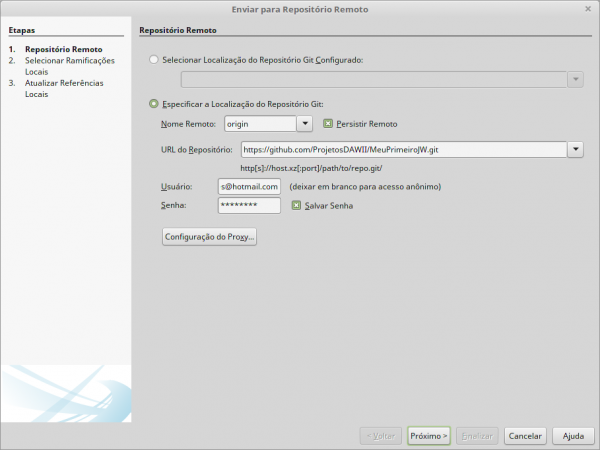 Enviar para Repositório Remoto
Etapas
1. Repositório Remoto
2. Selecionar Ramificações
Locais
3. Atualizar Referências
Locais
Repositório Remoto
Selecionar Localização do Repositório Git Configurado:
Especificar a Localização do Repositório Git:
Nome Remoto: origin Persistir Remoto
URL do Repositório: https://github.com/ProjetosDAWII/MeuPrimeiroJW.git
http[s]://host.xz[:port]/path/to/repo.git/
Usuário: s@hotmail.com (deixar em branco para acesso anônimo)
Senha: ******** Salvar Senha
Configuração do Proxy...
< Voltar Próximo > Finalizar Cancelar Ajuda